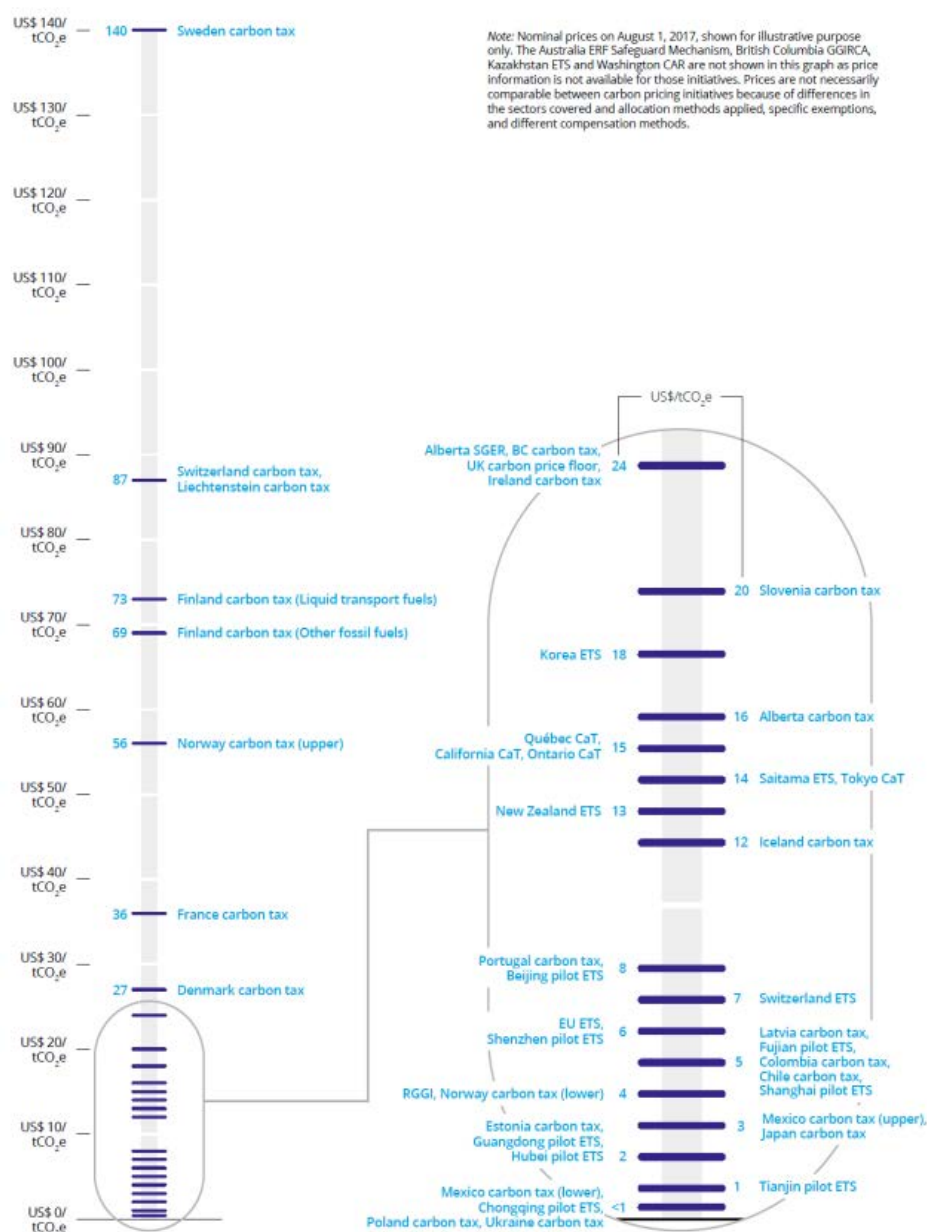 US$ 140/
tCO₂e
140 Sweden carbon tax
Note: Nominal prices on August 1, 2017, shown for illustrative purpose
only. The Australia ERF Safeguard Mechanism, British Columbia GGIRCA,
Kazakhstan ETS and Washington CAR are not shown in this graph as price
information is not available for those initiatives. Prices are not necessarily
comparable between carbon pricing initiatives because of differences in
the sectors covered and allocation methods applied, specific exemptions,
and different compensation methods.
US$ 130/
tCO₂e
US$ 120/
tCO₂e
US$ 110/
tCO₂e
US$ 100/
tCO₂e
US$ 90/
tCO₂e
87 Switzerland carbon tax,
Liechtenstein carbon tax
US$ 80/
tCO₂e
73 Finland carbon tax (Liquid transport fuels)
US$ 70/
tCO₂e
69 Finland carbon tax (Other fossil fuels)
US$ 60/
tCO₂e
56 Norway carbon tax (upper)
US$ 50/
tCO₂e
US$ 40/
tCO₂e
36 France carbon tax
US$ 30/
tCO₂e
27 Denmark carbon tax
US$ 20/
tCO₂e
US$ 10/
tCO₂e
US$ 0/
tCO₂e
US$/tCO₂e
Alberta SGER, BC carbon tax,
UK carbon price floor, 24
Ireland carbon tax
20 Slovenia carbon tax
Korea ETS 18
16 Alberta carbon tax
Québec CaT,
California CaT, Ontario CaT 15
14 Saitama ETS, Tokyo CaT
New Zealand ETS 13
12 Iceland carbon tax
Portugal carbon tax,
Beijing pilot ETS 8
7 Switzerland ETS
EU ETS,
Shenzhen pilot ETS 6
Latvia carbon tax,
Fujian pilot ETS,
5 Colombia carbon tax,
Chile carbon tax,
Shanghai pilot ETS
RGGI, Norway carbon tax (lower) 4
3 Mexico carbon tax (upper),
Japan carbon tax
Estonia carbon tax,
Guangdong pilot ETS,
Hubei pilot ETS 2
1 Tianjin pilot ETS
Mexico carbon tax (lower),
Chongqing pilot ETS, <1
Poland carbon tax, Ukraine carbon tax